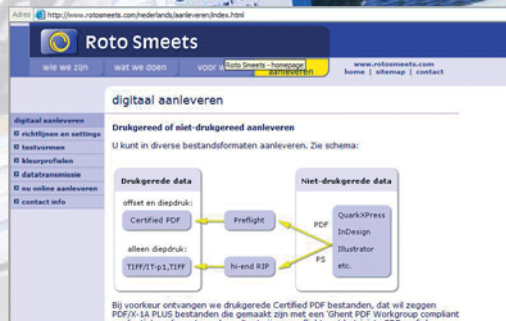 Adres http://www.rotosmeets.com/nederlands/aanleveren/index.html
Roto Smeets
wie we zijn wat we doen voor w Roto Smeets - homepage aanleveren
www.rotosmeets.com
home | sitemap | contact
digitaal aanleveren
digitaal aanleveren
richtlijnen en settings
testvormen
kleurprofielen
datatransmissie
nu online aanleveren
contact info
Drukgereed of niet-drukgereed aanleveren
U kunt in diverse bestandsformaten aanleveren. Zie schema:
Drukgerede data
offset en diepdruk:
Certified PDF
alleen diepdruk:
TIFF/IT-p1,TIFF
Preflight
hi-end RIP
PDF
PS
Niet-drukgerede data
QuarkXPress
InDesign
Illustrator
etc.
Bij voorkeur ontvangen we drukgerede Certified PDF bestanden, dat wil zeggen
PDF/X-1A PLUS bestanden die gemaakt zijn met een 'Ghent PDF Workgroup compliant